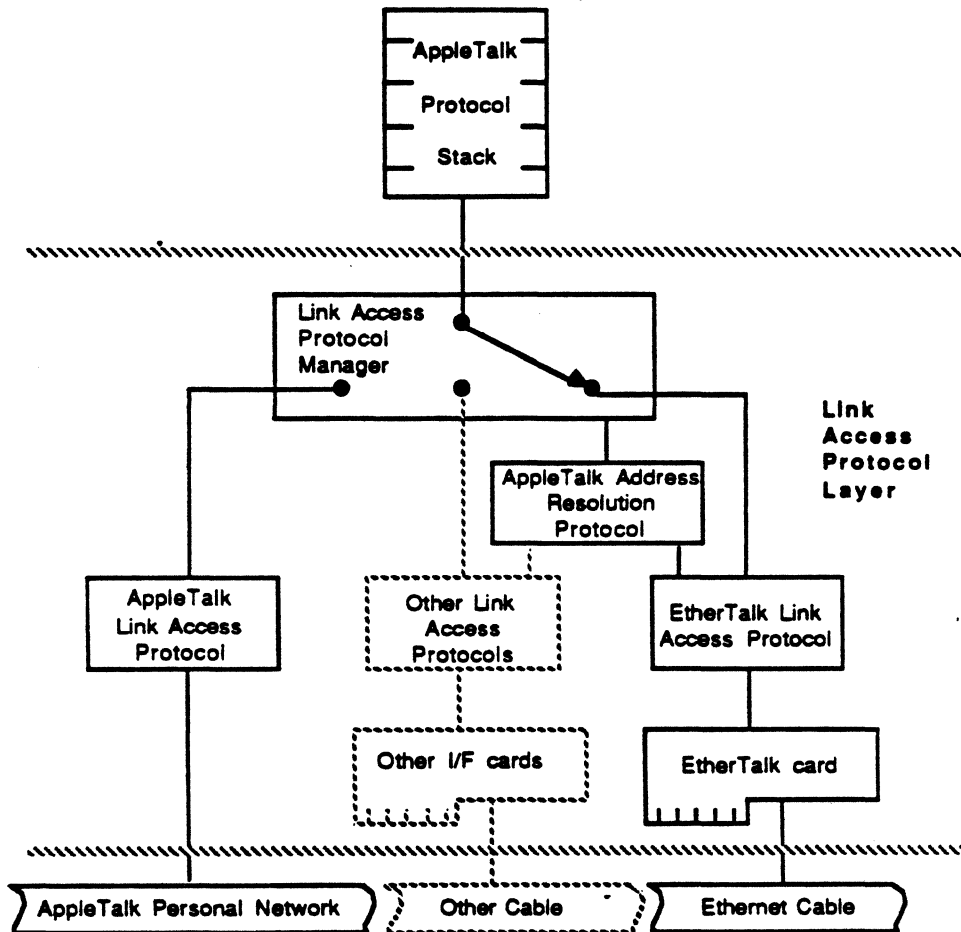 AppleTalk
Protocol
Stack
Link Access
Protocol
Manager
Link
Access
Protocol
Layer
AppleTalk Address
Resolution
Protocol
AppleTalk
Link Access
Protocol
Other Link
Access
Protocols
EtherTalk Link
Access Protocol
Other I/F cards
EtherTalk card
AppleTalk Personal Network
Other Cable
Ethernet Cable